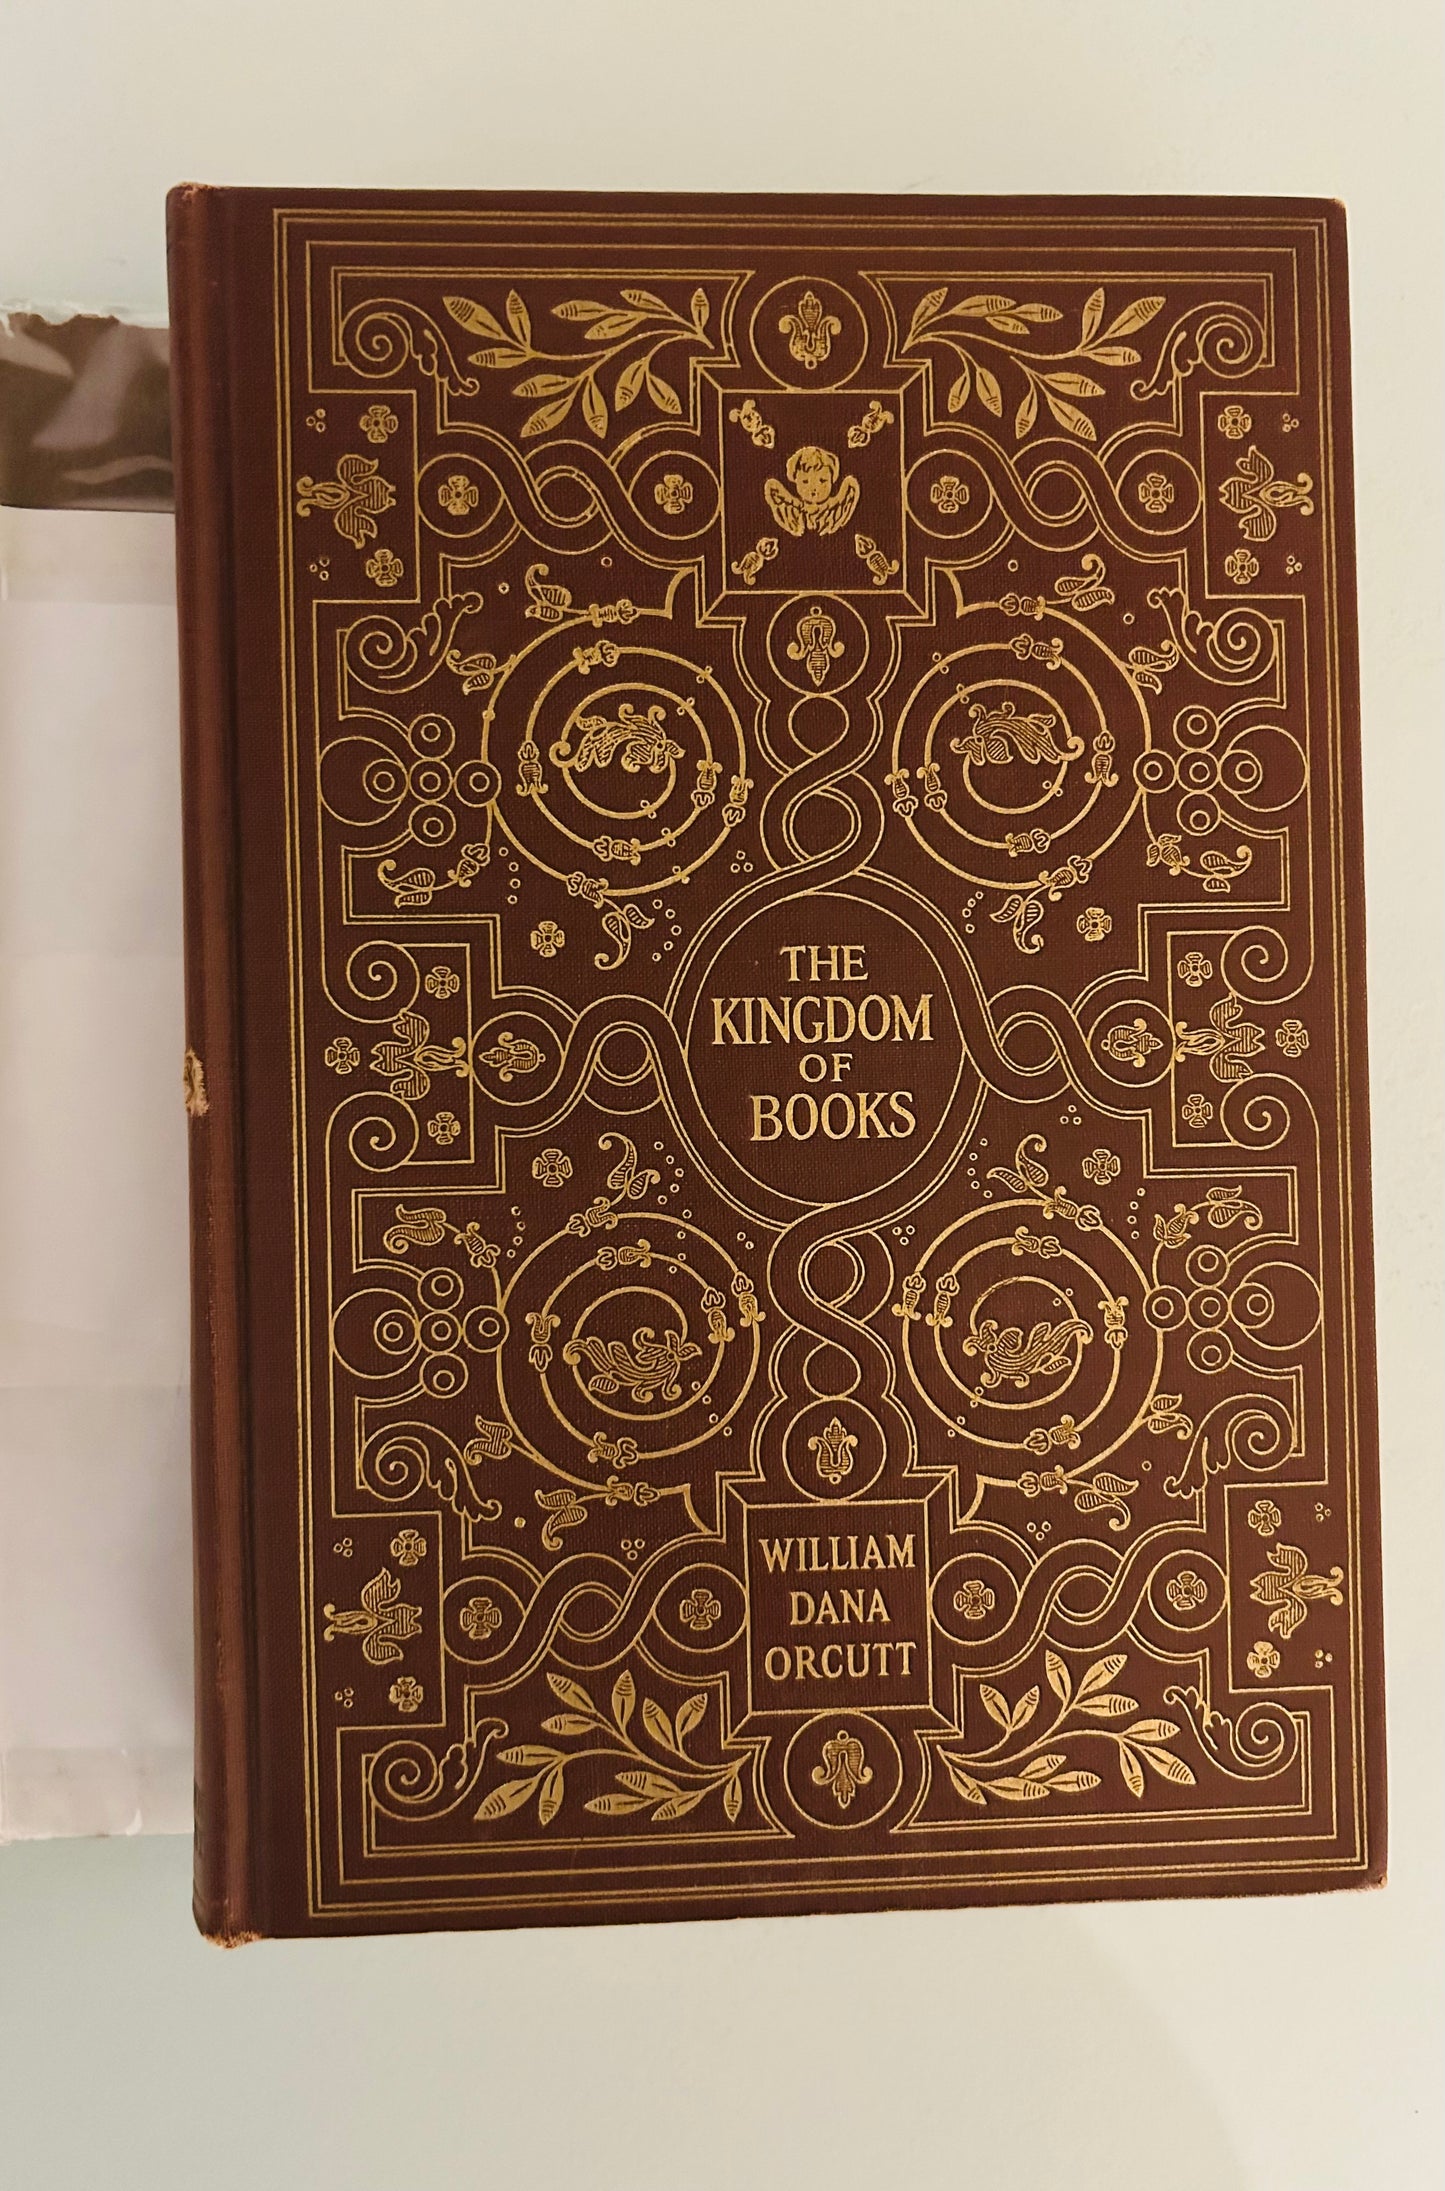 THE
KINGDOM
OF
BOOKS
WILLIAM
DANA
ORCUTT